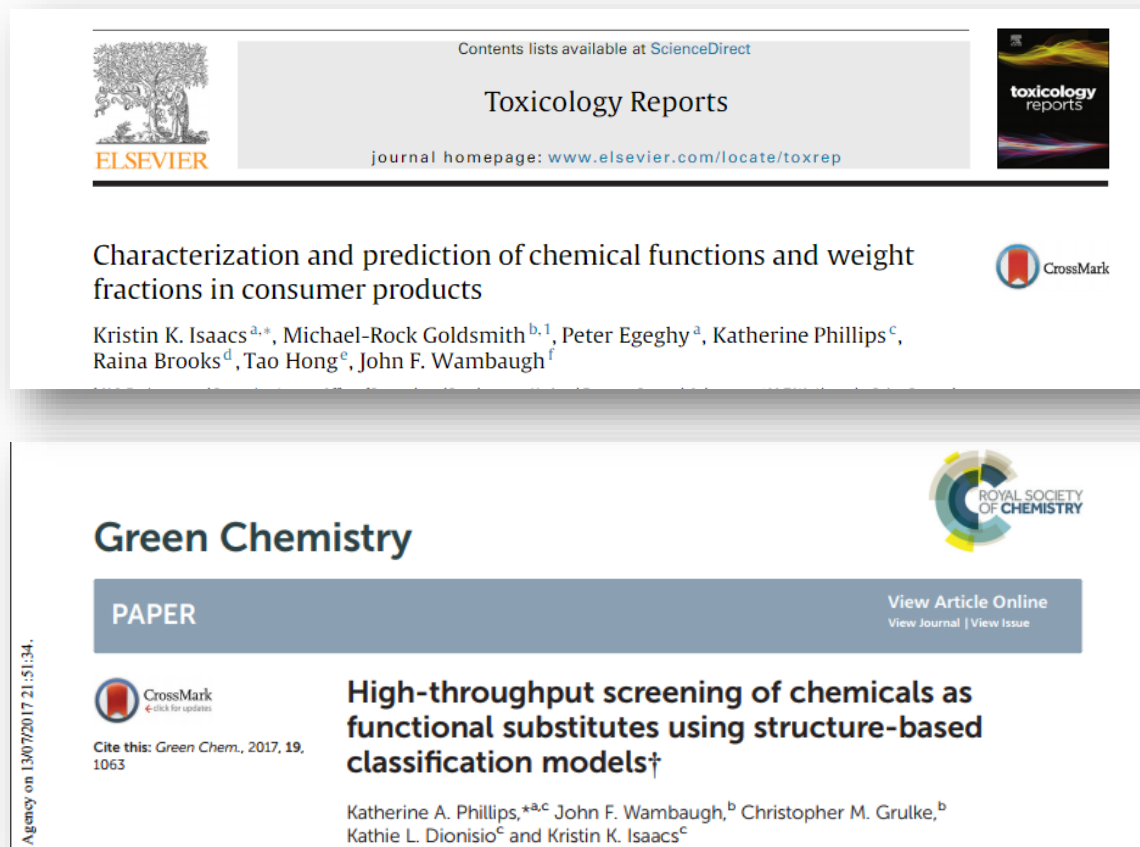 Contents lists available at ScienceDirect
Toxicology Reports
journal homepage: www.elsevier.com/locate/toxrep
ELSEVIER
toxicology
reports
Characterization and prediction of chemical functions and weight
fractions in consumer products
CrossMark
Kristin K. Isaacs a,*, Michael-Rock Goldsmith b,1, Peter Egeghy a, Katherine Phillips c,
Raina Brooks d, Tao Hong e, John F. Wambaugh f
ROYAL SOCIETY
OF CHEMISTRY
Green Chemistry
PAPER
View Article Online
View Journal | View Issue
Agency on 13/07/2017 21:51:34.
CrossMark
click for updates
Cite this: Green Chem., 2017, 19,
1063
High-throughput screening of chemicals as
functional substitutes using structure-based
classification models†
Katherine A. Phillips,*a,c John F. Wambaugh,b Christopher M. Grulke,b
Kathie L. Dionisio c and Kristin K. Isaacs c